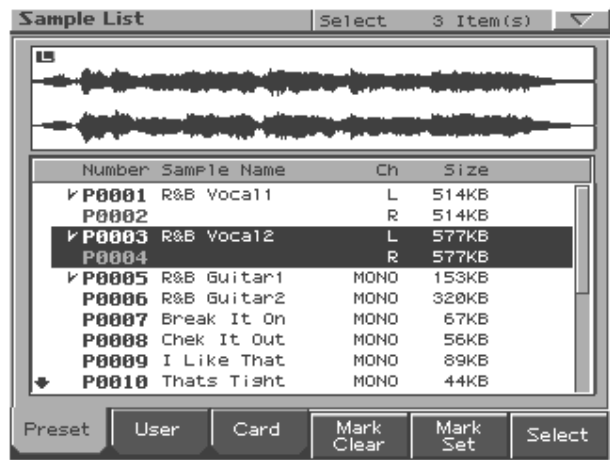 Sample List Select 3 Item(s)
L
Number Sample Name Ch Size
P0001 R&B Vocal1 L 514KB
P0002 R 514KB
P0003 R&B Vocal2 L 577KB
P0004 R 577KB
P0005 R&B Guitar1 MONO 153KB
P0006 R&B Guitar2 MONO 320KB
P0007 Break It On MONO 67KB
P0008 Chek It Out MONO 56KB
P0009 I Like That MONO 89KB
P0010 Thats Tight MONO 44KB
Preset User Card Mark Clear Mark Set Select